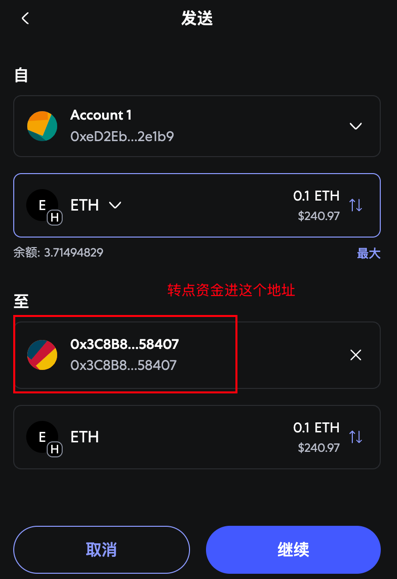 发送
自
Account 1
0xeD2Eb...2e1b9
E
H
ETH
0.1 ETH
$240.97
余额: 3.71494829
最大
转点资金进这个地址
至
0x3C8B8...58407
0x3C8B8...58407
E
H
ETH
0.1 ETH
$240.97
取消
继续